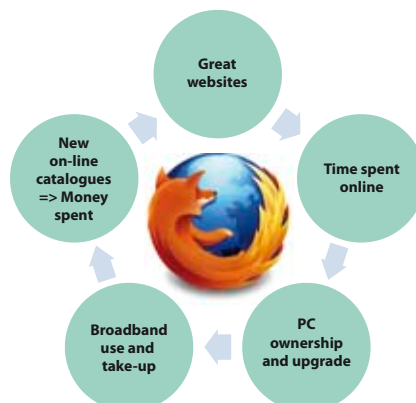 Great
websites
Time spent
online
PC
ownership
and upgrade
Broadband
use and
take-up
New
on-line
catalogues
=> Money
spent